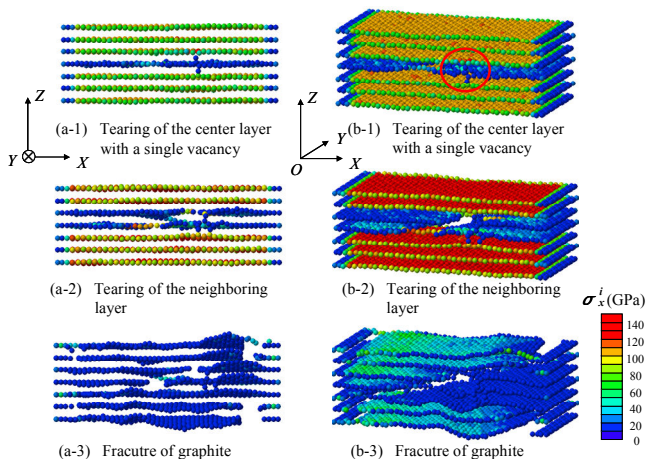 Z
Y X
(a-1) Tearing of the center layer
with a single vacancy
Z
Y
O X
(b-1) Tearing of the center layer
with a single vacancy
(a-2) Tearing of the neighboring
layer
(b-2) Tearing of the neighboring
layer
(a-3) Fracutre of graphite
(b-3) Fracutre of graphite
σ_x^i (GPa)
140
120
100
80
60
40
20
0